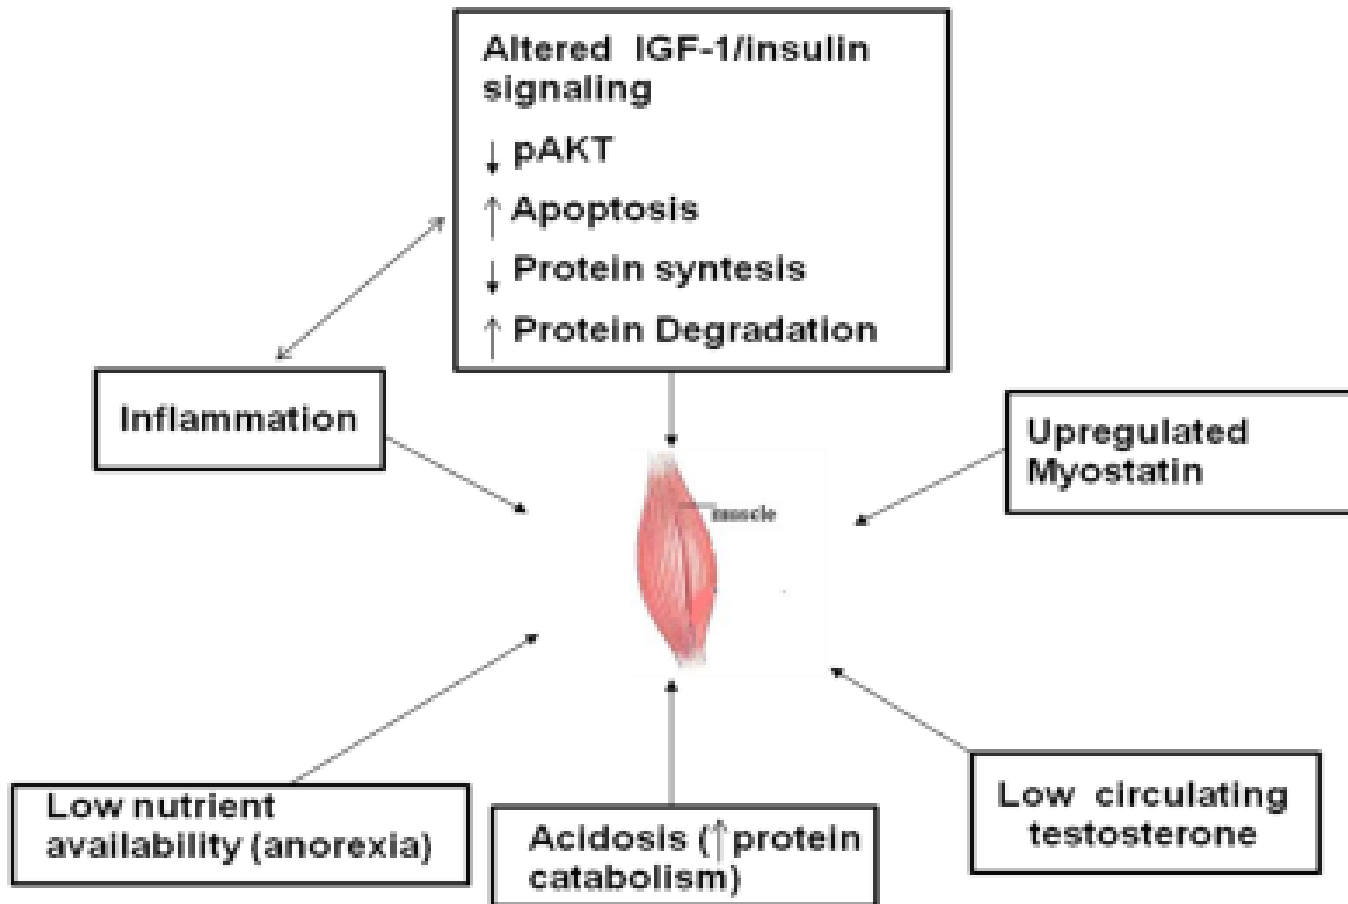 Altered IGF-1/insulin
signaling
↓ pAKT
↑ Apoptosis
↓ Protein syntesis
↑ Protein Degradation
Inflammation
Upregulated
Myostatin
muscle
Low nutrient
availability (anorexia)
Acidosis (↑protein
catabolism)
Low circulating
testosterone